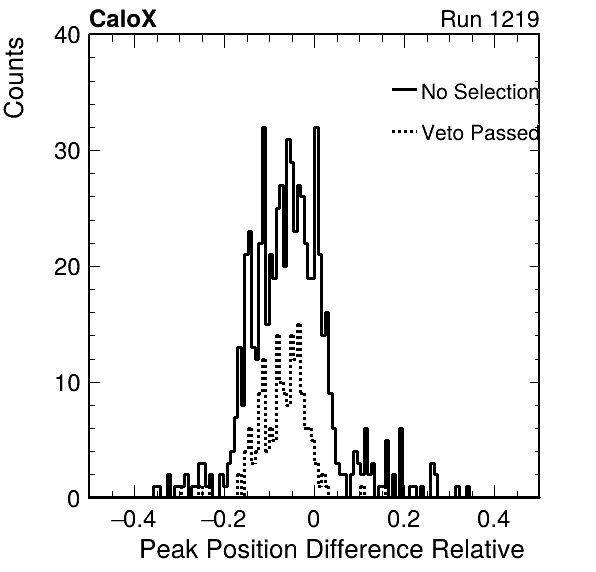 CaloX Run 1219
Counts
40
30
20
10
0
No Selection
Veto Passed
−0.4 −0.2 0 0.2 0.4
Peak Position Difference Relative